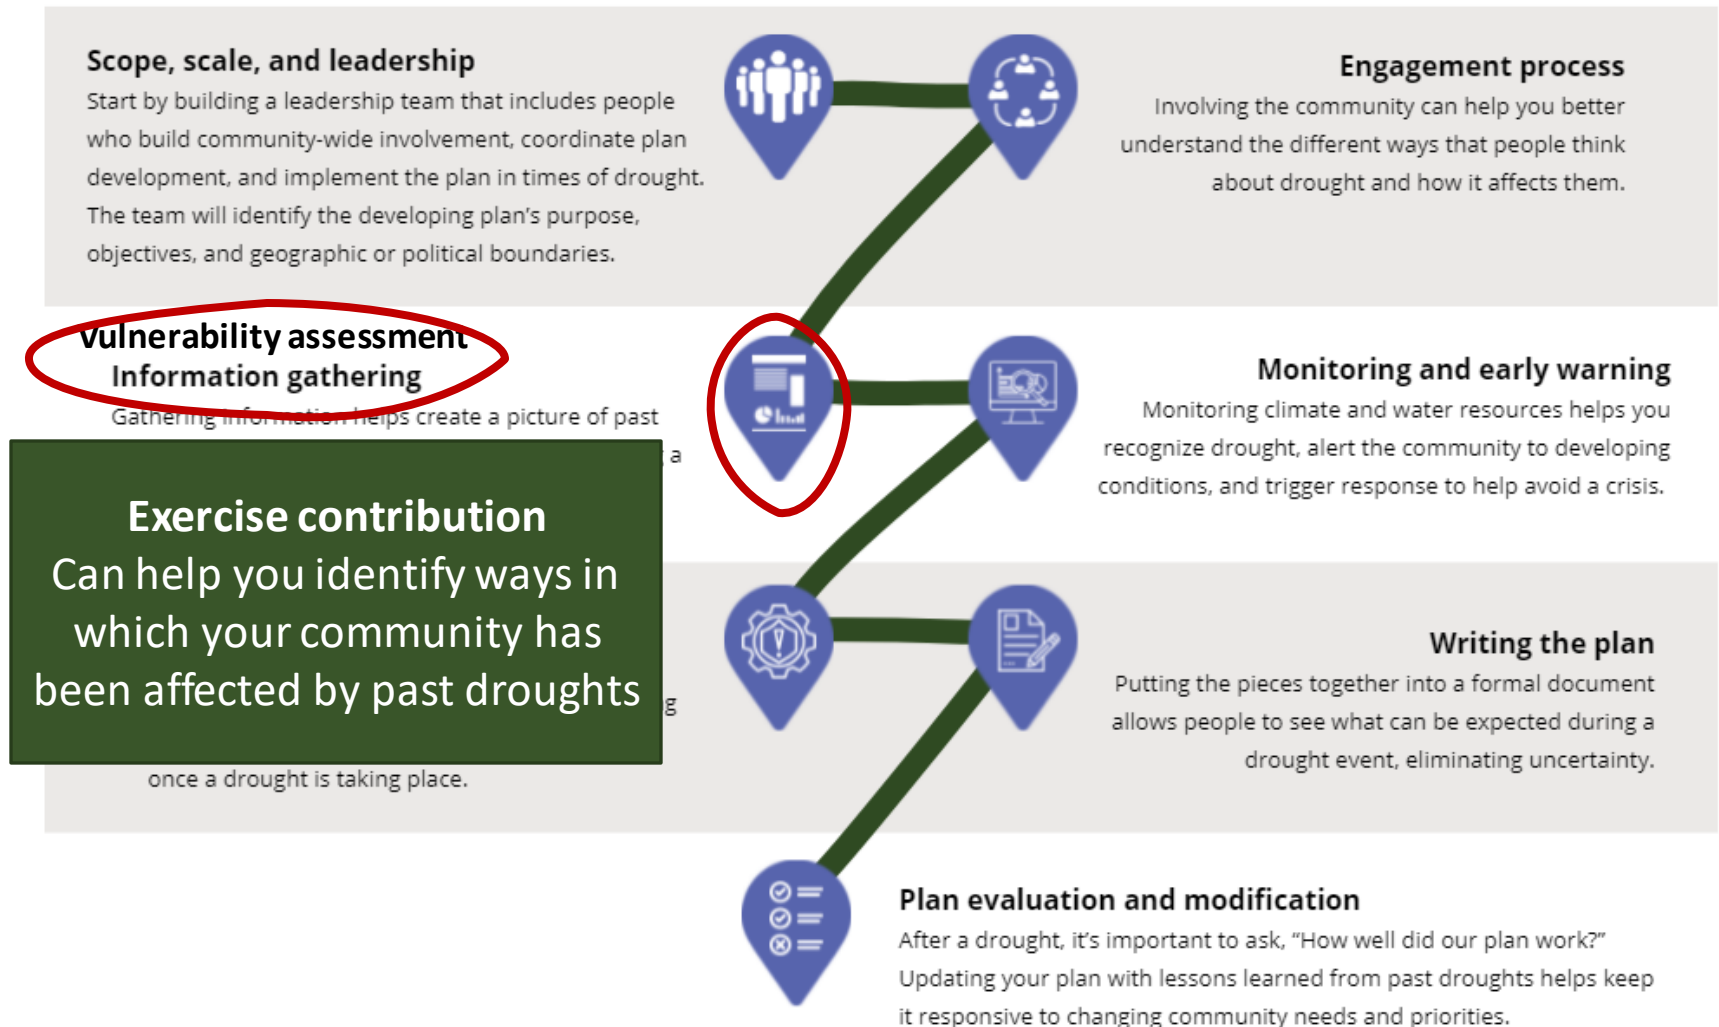 Scope, scale, and leadership
Start by building a leadership team that includes people
who build community-wide involvement, coordinate plan
development, and implement the plan in times of drought.
The team will identify the developing plan's purpose,
objectives, and geographic or political boundaries.
Engagement process
Involving the community can help you better
understand the different ways that people think
about drought and how it affects them.
Vulnerability assessment
Information gathering
Gathering information helps create a picture of past
a
Exercise contribution
Can help you identify ways in
which your community has
been affected by past droughts
g
once a drought is taking place.
Monitoring and early warning
Monitoring climate and water resources helps you
recognize drought, alert the community to developing
conditions, and trigger response to help avoid a crisis.
Writing the plan
Putting the pieces together into a formal document
allows people to see what can be expected during a
drought event, eliminating uncertainty.
Plan evaluation and modification
After a drought, it's important to ask, “How well did our plan work?”
Updating your plan with lessons learned from past droughts helps keep
it responsive to changing community needs and priorities.